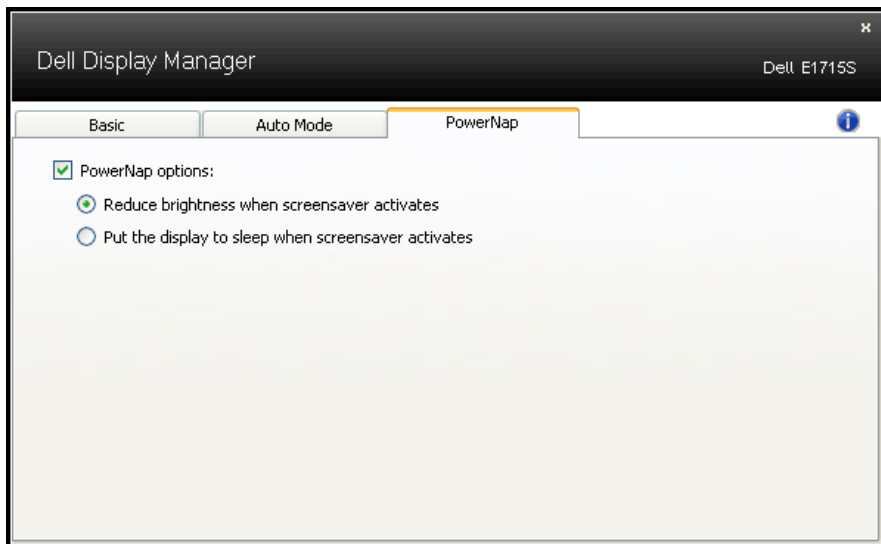 Dell Display Manager
Dell E1715S
Basic
Auto Mode
PowerNap
PowerNap options:
Reduce brightness when screensaver activates
Put the display to sleep when screensaver activates